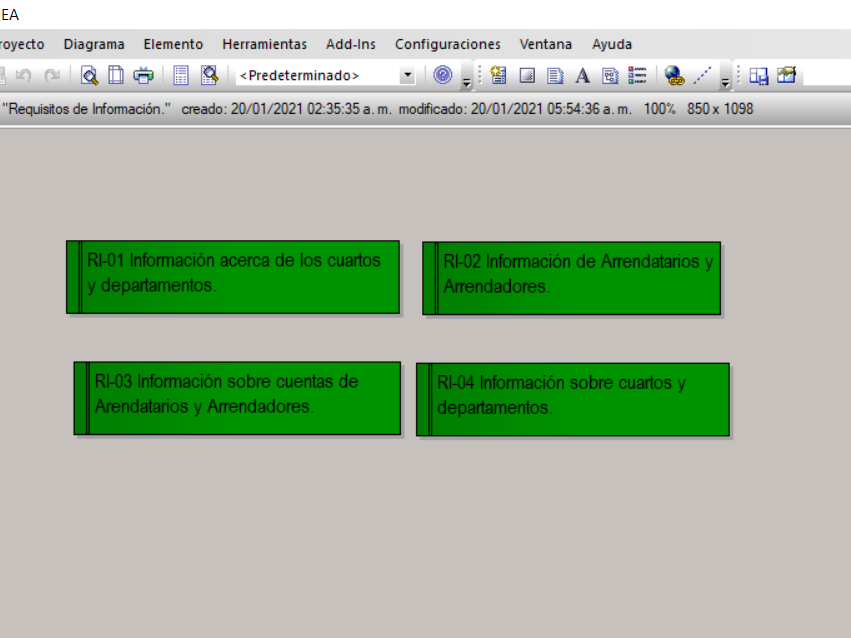 EA
royecto Diagrama Elemento Herramientas Add-Ins Configuraciones Ventana Ayuda
<Predeterminado>
"Requisitos de Información." creado: 20/01/2021 02:35:35 a. m. modificado: 20/01/2021 05:54:36 a. m. 100% 850 x 1098
RI-01 Información acerca de los cuartos
y departamentos.
RI-02 Información de Arrendatarios y
Arrendadores.
RI-03 Información sobre cuentas de
Arendatarios y Arrendadores.
RI-04 Información sobre cuartos y
departamentos.